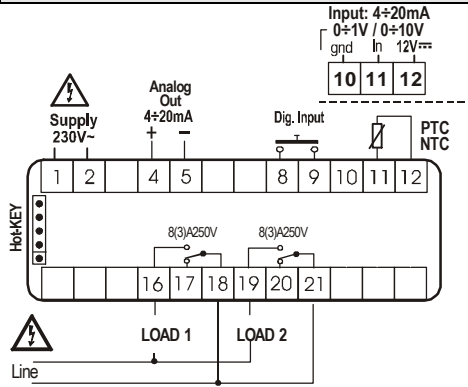 Input: 4÷20mA
0÷1V / 0÷10V
gnd In 12V
10 11 12
Supply
230V~
Analog
Out
4÷20mA
+ -
Dig. Input
PTC
NTC
1 2 4 5 8 9 10 11 12
Hot-KEY
8(3)A250V 8(3)A250V
16 17 18 19 20 21
LOAD 1 LOAD 2
Line